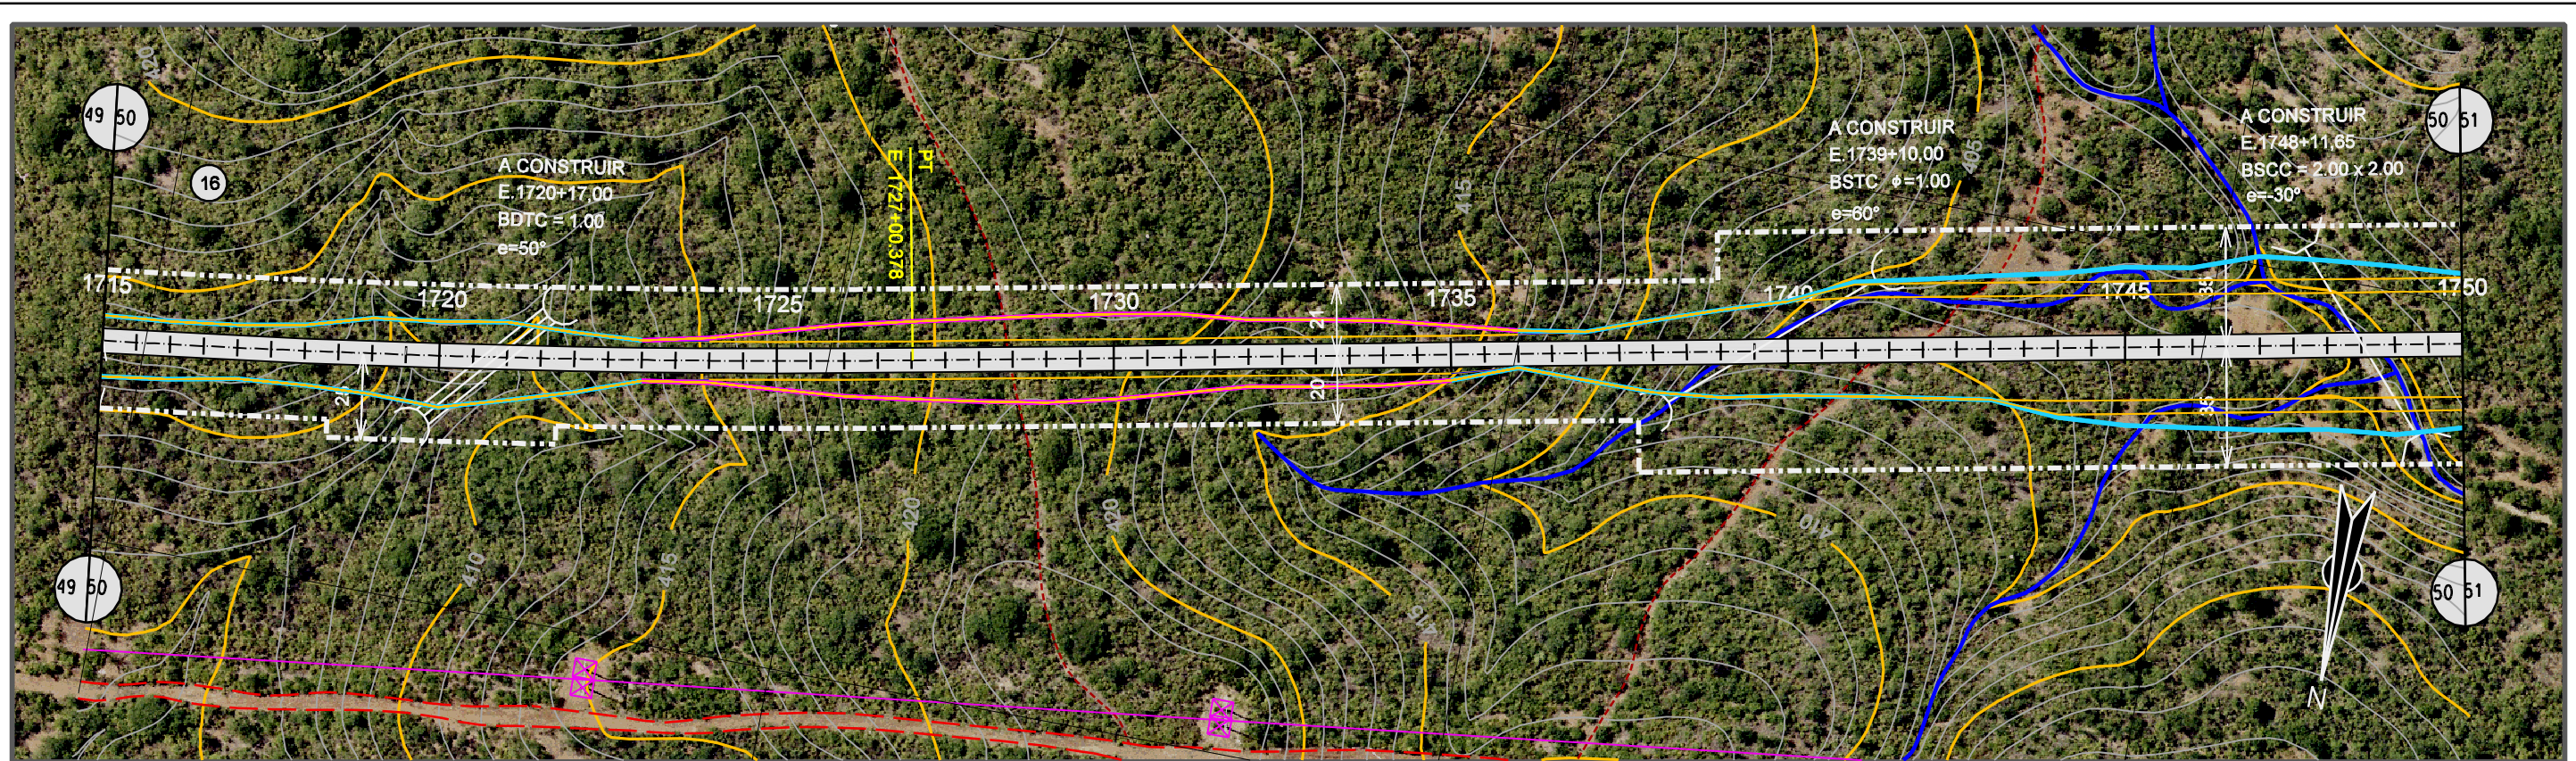 420
49 50
16
A CONSTRUIR
E.1720+17,00
BDTC = 1.00
e=50°
PT
E 1727+00.378
415
A CONSTRUIR
E.1739+10,00
BSTC ϕ=1.00
e=60°
405
A CONSTRUIR
E.1748+11,65
BSCC = 2.00 x 2.00
e=-30°
50 51
1715
1720
1725
1730
1735
1740
1745
1750
21
35
20
35
420
420
410
415
415
410
49 50
50 51
N